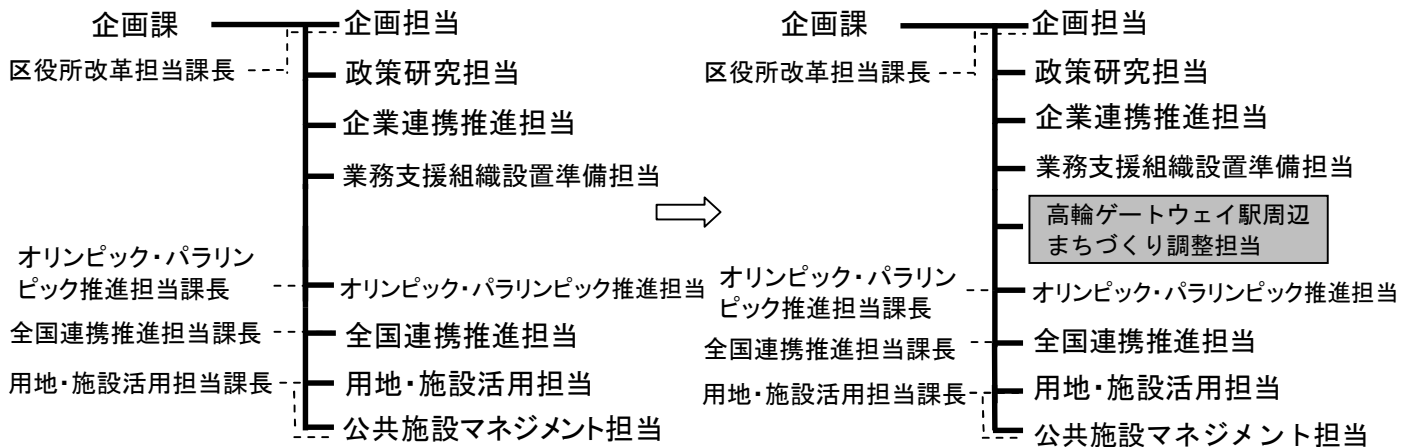 企画課
企画担当
区役所改革担当課長
政策研究担当
企業連携推進担当
業務支援組織設置準備担当
オリンピック・パラリン
ピック推進担当課長
オリンピック・パラリンピック推進担当
全国連携推進担当課長
全国連携推進担当
用地・施設活用担当課長
用地・施設活用担当
公共施設マネジメント担当
企画課
企画担当
区役所改革担当課長
政策研究担当
企業連携推進担当
業務支援組織設置準備担当
高輪ゲートウェイ駅周辺
まちづくり調整担当
オリンピック・パラリン
ピック推進担当課長
オリンピック・パラリンピック推進担当
全国連携推進担当課長
全国連携推進担当
用地・施設活用担当課長
用地・施設活用担当
公共施設マネジメント担当